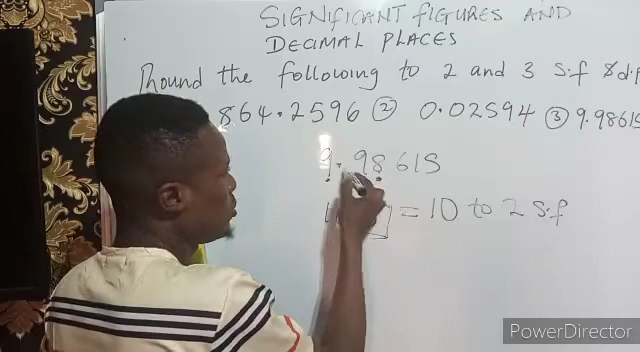 SIGNIFICANT FIGURES AND
DECIMAL PLACES
Round the following to 2 and 3 s.f & d.p
864.2596 ② 0.02594 ③ 9.98615
9.98615
= 10 to 2 s.f
PowerDirector